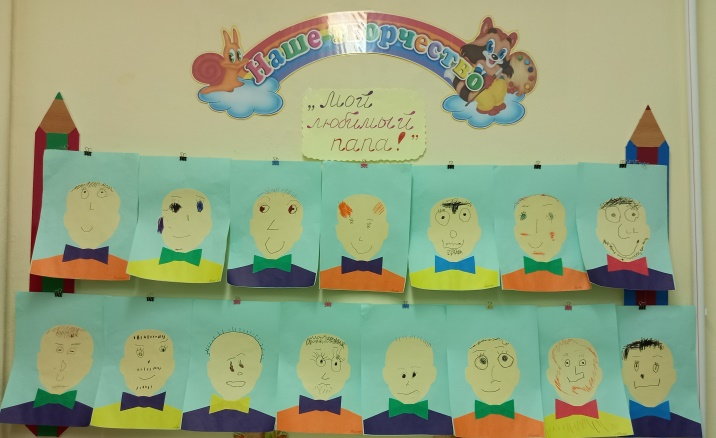 Наше творчество
„Мой
любимый
папа!"